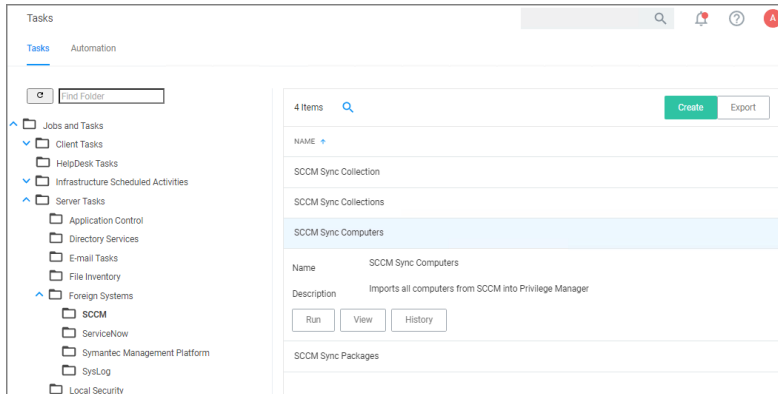 Tasks
A
Tasks
Automation
Find Folder
Jobs and Tasks
Client Tasks
HelpDesk Tasks
Infrastructure Scheduled Activities
Server Tasks
Application Control
Directory Services
E-mail Tasks
File Inventory
Foreign Systems
SCCM
ServiceNow
Symantec Management Platform
SysLog
Local Security
4 Items
Create
Export
NAME
SCCM Sync Collection
SCCM Sync Collections
SCCM Sync Computers
Name SCCM Sync Computers
Description Imports all computers from SCCM into Privilege Manager
Run
View
History
SCCM Sync Packages